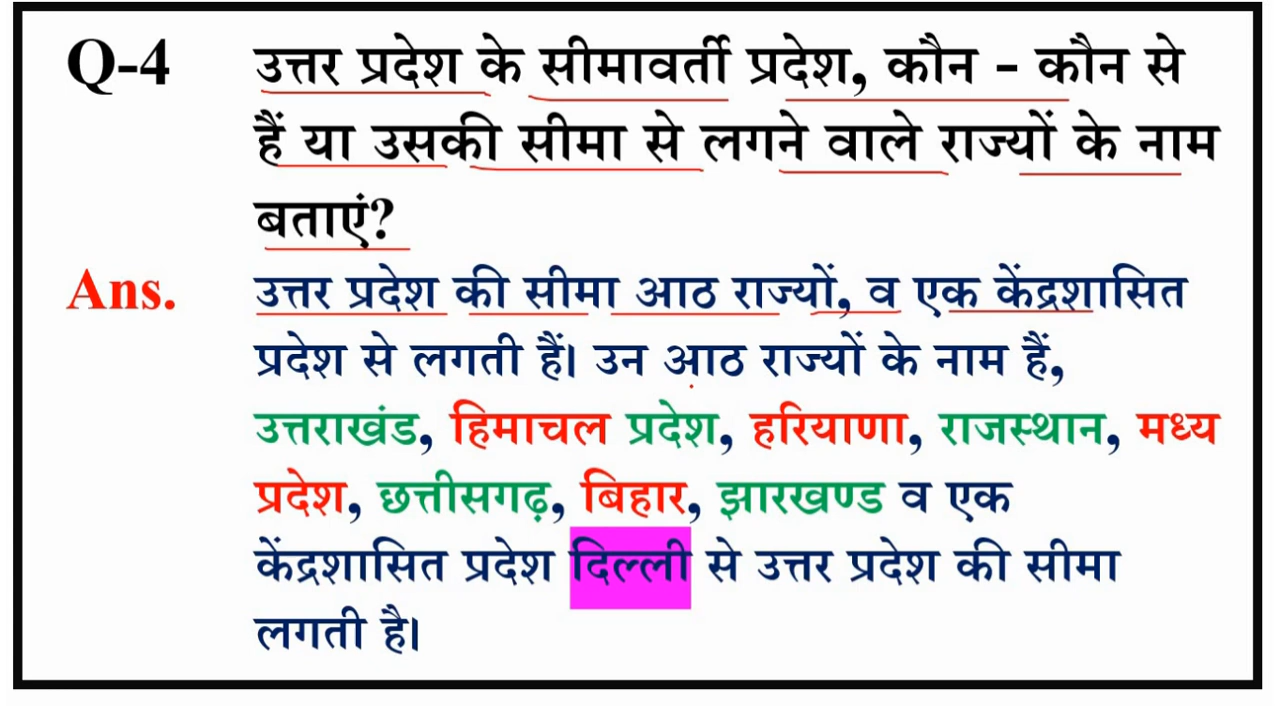 Q-4 उत्तर प्रदेश के सीमावर्ती प्रदेश, कौन - कौन से
हैं या उसकी सीमा से लगने वाले राज्यों के नाम
बताएं?
Ans. उत्तर प्रदेश की सीमा आठ राज्यों, व एक केंद्रशासित
प्रदेश से लगती हैं। उन आठ राज्यों के नाम हैं,
उत्तराखंड, हिमाचल प्रदेश, हरियाणा, राजस्थान, मध्य
प्रदेश, छत्तीसगढ़, बिहार, झारखण्ड व एक
केंद्रशासित प्रदेश दिल्ली से उत्तर प्रदेश की सीमा
लगती है।